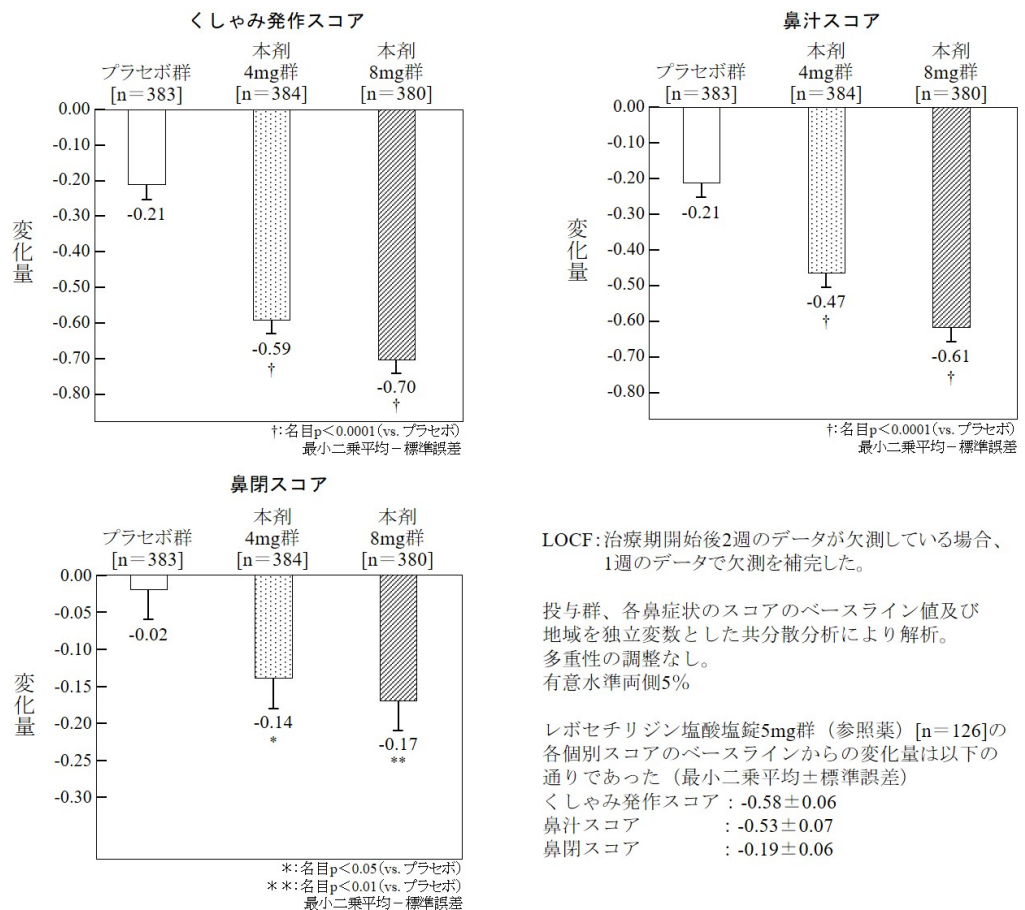 くしゃみ発作スコア
プラセボ群
[n＝383]
本剤
4mg群
[n＝384]
本剤
8mg群
[n＝380]
変化量
0.00
-0.10
-0.20
-0.30
-0.40
-0.50
-0.60
-0.70
-0.80
-0.21
-0.59
†
-0.70
†
†:名目p＜0.0001(vs. プラセボ)
最小二乗平均－標準誤差
鼻汁スコア
プラセボ群
[n＝383]
本剤
4mg群
[n＝384]
本剤
8mg群
[n＝380]
変化量
0.00
-0.10
-0.20
-0.30
-0.40
-0.50
-0.60
-0.70
-0.80
-0.21
-0.47
†
-0.61
†
†:名目p＜0.0001(vs. プラセボ)
最小二乗平均－標準誤差
鼻閉スコア
プラセボ群
[n＝383]
本剤
4mg群
[n＝384]
本剤
8mg群
[n＝380]
変化量
0.00
-0.05
-0.10
-0.15
-0.20
-0.25
-0.30
-0.02
-0.14
*
-0.17
**
＊:名目p＜0.05(vs. プラセボ)
＊＊:名目p＜0.01(vs. プラセボ)
最小二乗平均－標準誤差
LOCF：治療期開始後2週のデータが欠測している場合、
1週のデータで欠測を補完した。
投与群、各鼻症状のスコアのベースライン値及び
地域を独立変数とした共分散分析により解析。
多重性の調整なし。
有意水準両側5%
レボセチリジン塩酸塩錠5mg群（参照薬）[n＝126]の
各個別スコアのベースラインからの変化量は以下の
通りであった（最小二乗平均±標準誤差）
くしゃみ発作スコア：-0.58±0.06
鼻汁スコア：-0.53±0.07
鼻閉スコア：-0.19±0.06